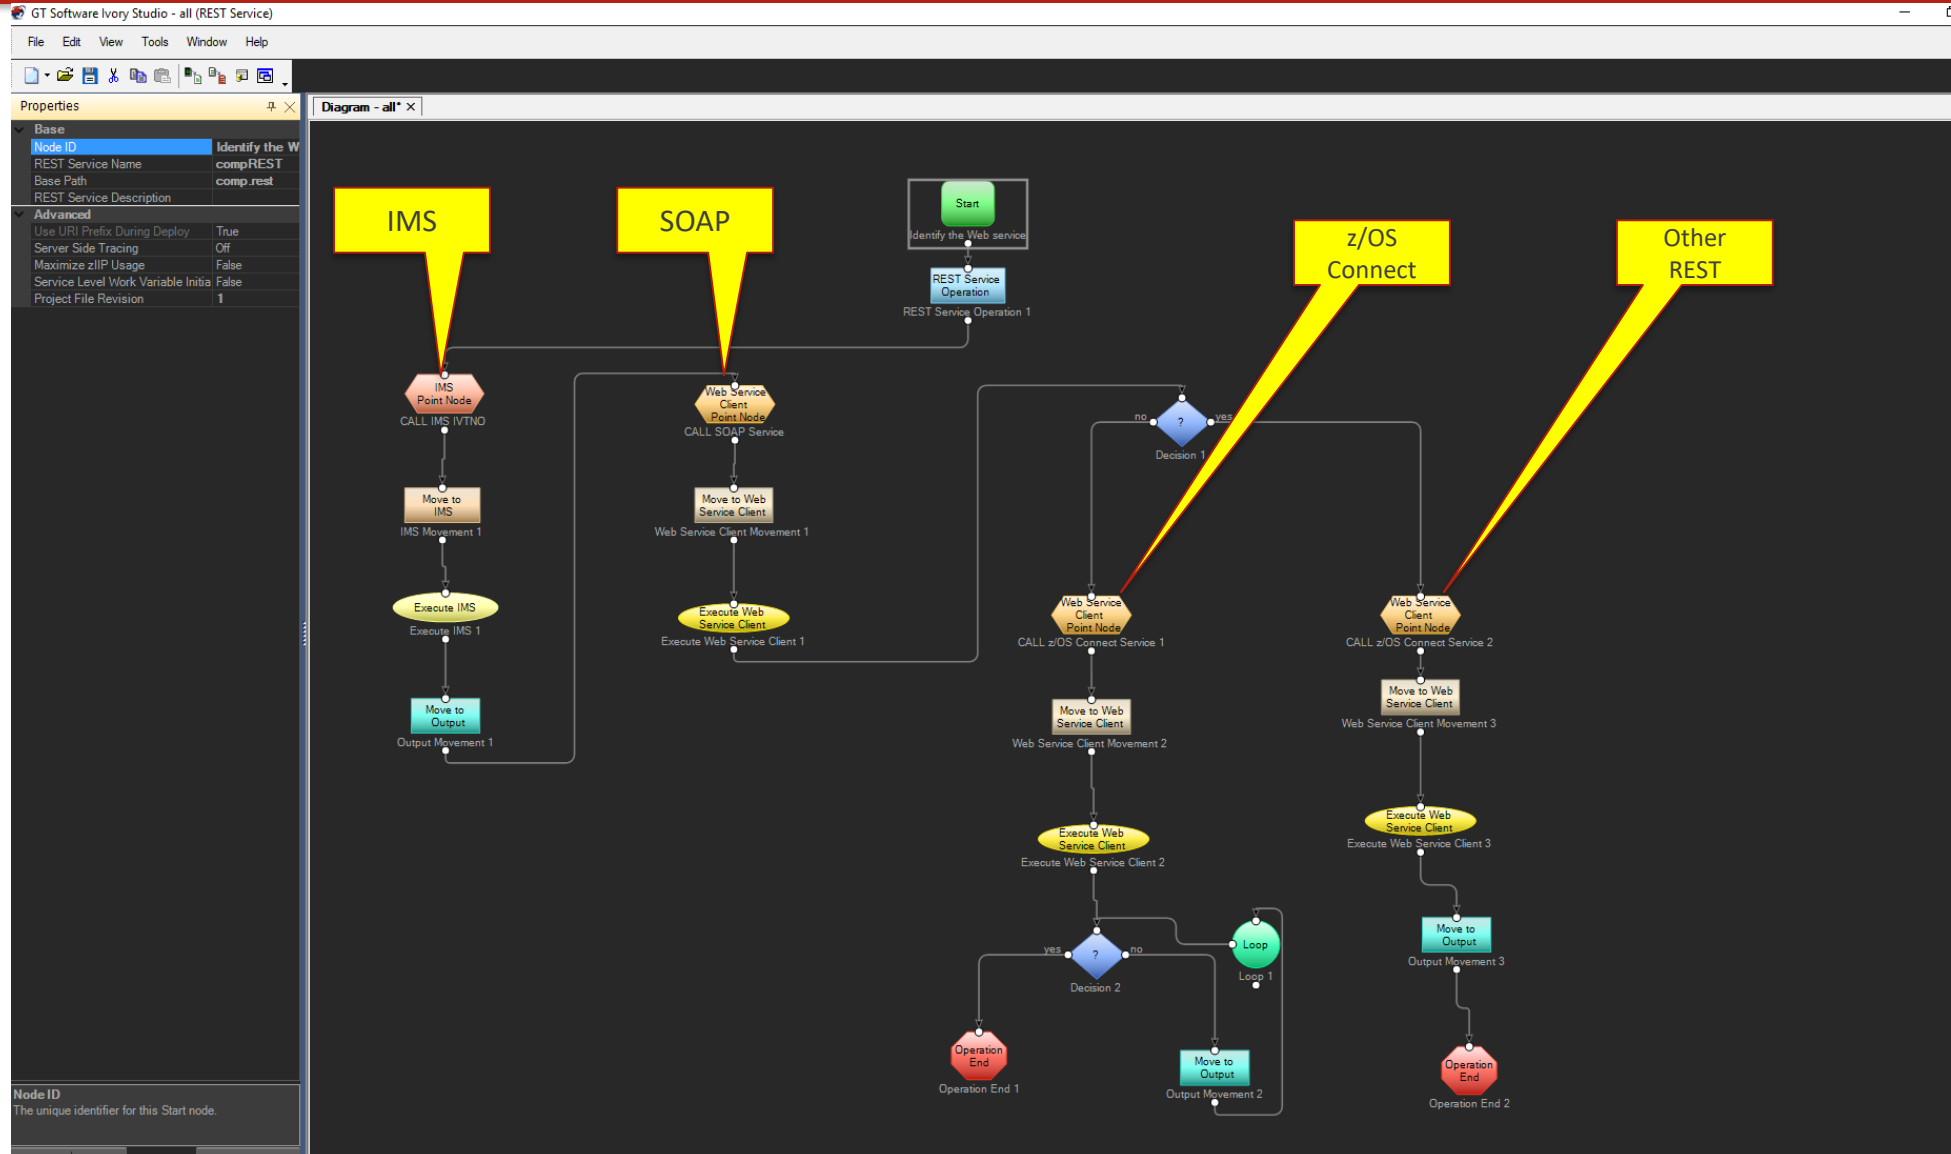 GT Software Ivory Studio - all (REST Service)
File Edit View Tools Window Help
Properties
Diagram - all* ×
Base
Node ID Identify the W
REST Service Name compREST
Base Path comp.rest
REST Service Description
Advanced
Use URI Prefix During Deploy True
Server Side Tracing Off
Maximize zIIP Usage False
Service Level Work Variable Initia False
Project File Revision 1
Node ID
The unique identifier for this Start node.
IMS
SOAP
z/OS
Connect
Other
REST
Start
Identify the Web service
REST Service
Operation
REST Service Operation 1
IMS
Point Node
CALL IMS IVTNO
Move to
IMS
IMS Movement 1
Execute IMS
Execute IMS 1
Move to
Output
Output Movement 1
Web Service
Client
Point Node
CALL SOAP Service
Move to Web
Service Client
Web Service Client Movement 1
Execute Web
Service Client
Execute Web Service Client 1
no ? yes
Decision 1
Web Service
Client
Point Node
CALL z/OS Connect Service 1
Move to Web
Service Client
Web Service Client Movement 2
Execute Web
Service Client
Execute Web Service Client 2
yes ? no
Decision 2
Loop
Loop 1
Operation
End
Operation End 1
Move to
Output
Output Movement 2
Web Service
Client
Point Node
CALL z/OS Connect Service 2
Move to Web
Service Client
Web Service Client Movement 3
Execute Web
Service Client
Execute Web Service Client 3
Move to
Output
Output Movement 3
Operation
End
Operation End 2